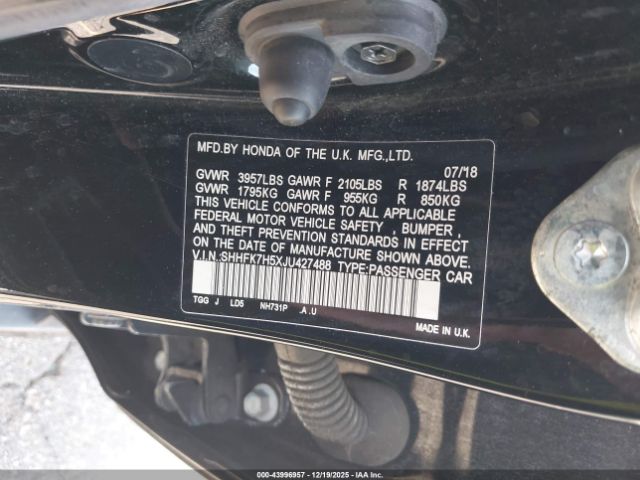 MFD.BY HONDA OF THE U.K. MFG.,LTD.
07/18
GVWR 3957LBS GAWR F 2105LBS R 1874LBS
GVWR 1795KG GAWR F 955KG R 850KG
THIS VEHICLE CONFORMS TO ALL APPLICABLE
FEDERAL MOTOR VEHICLE SAFETY , BUMPER ,
AND THEFT PREVENTION STANDARDS IN EFFECT
ON THE DATE OF MANUFACTURE SHOWN ABOVE.
V.I.N:SHHFK7H5XJU427488 TYPE:PASSENGER CAR
TGG J LD5 NH731P .A .U
MADE IN U.K.
000-43996957 - 12/19/2025 - IAA, Inc.